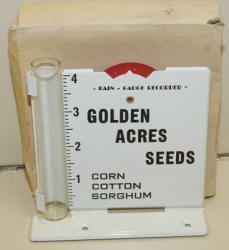 - RAIN - GAUGE RECORDER -
4
3
2
1
GOLDEN
ACRES
SEEDS
CORN
COTTON
SORGHUM